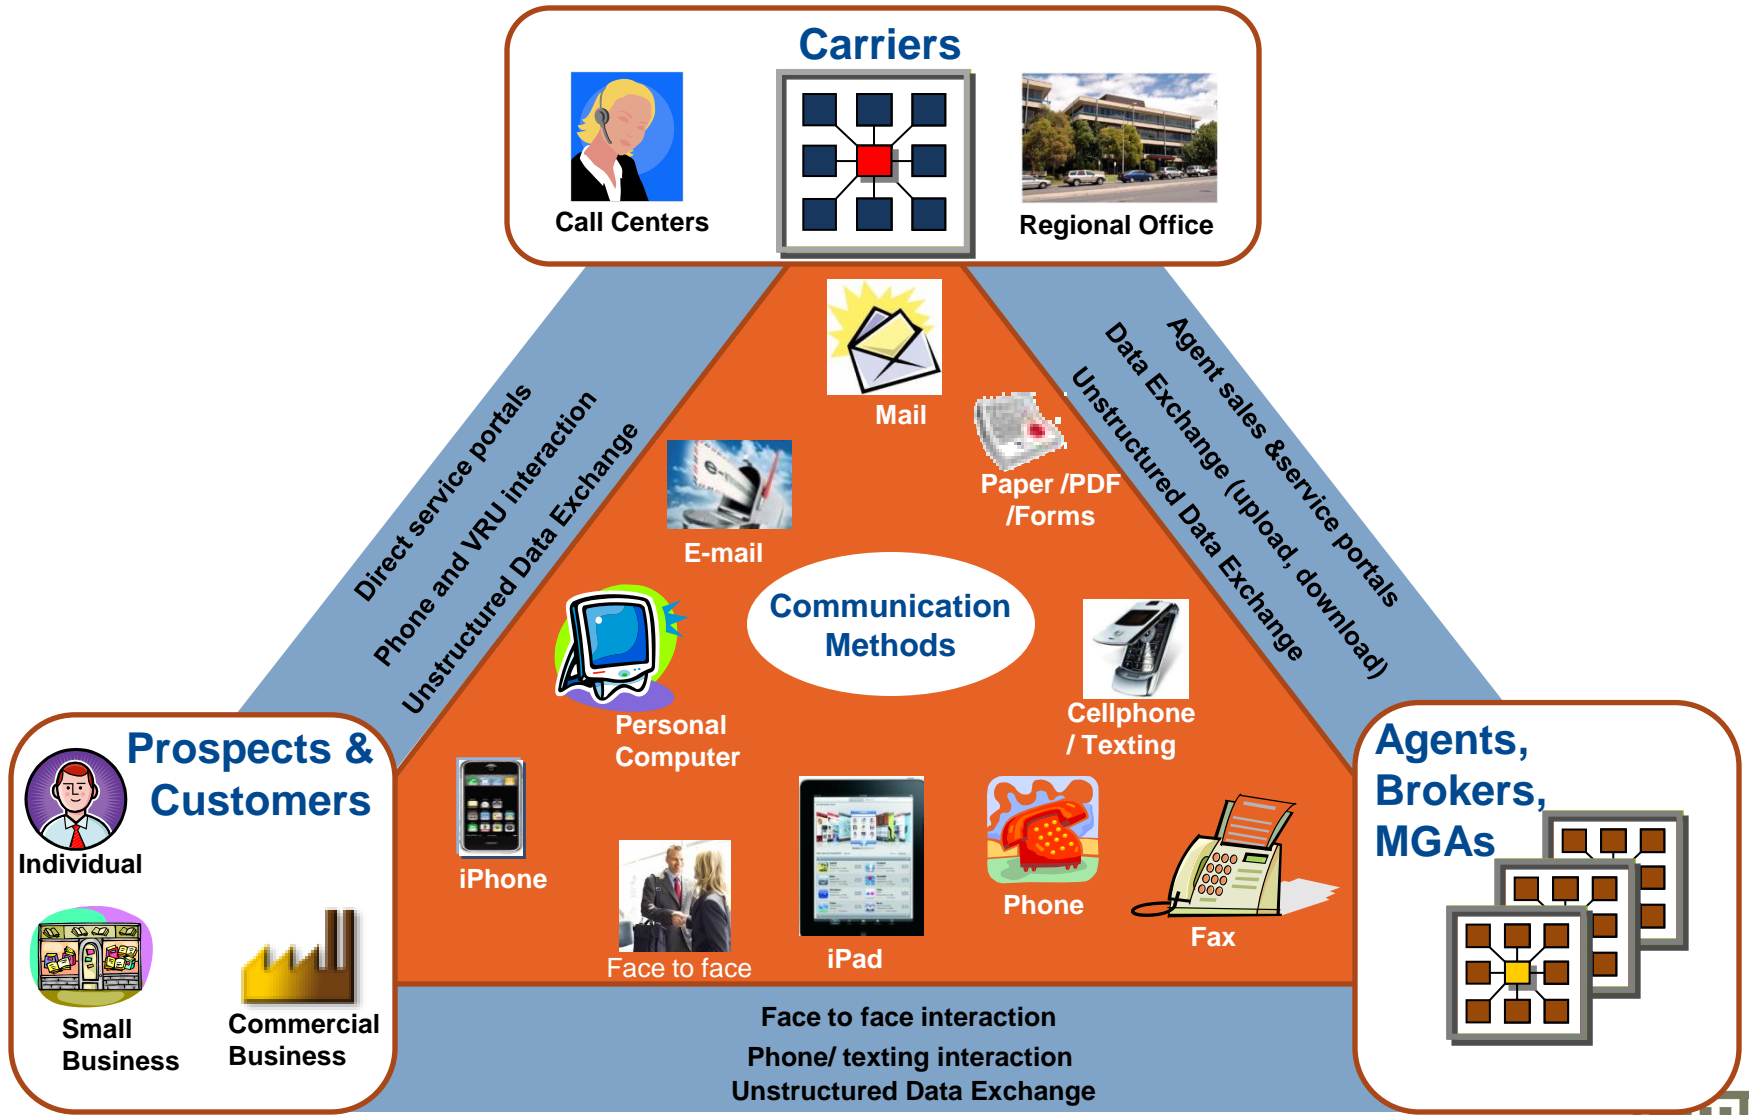 Carriers
Call Centers
Regional Office
Direct service portals
Phone and VRU interaction
Unstructured Data Exchange
Agent sales &service portals
Data Exchange (upload, download)
Unstructured Data Exchange
Mail
Paper /PDF
/Forms
E-mail
Communication
Methods
Personal
Computer
Cellphone
/ Texting
iPhone
Face to face
iPad
Phone
Fax
Prospects &
Customers
Individual
Small
Business
Commercial
Business
Agents,
Brokers,
MGAs
Face to face interaction
Phone/ texting interaction
Unstructured Data Exchange